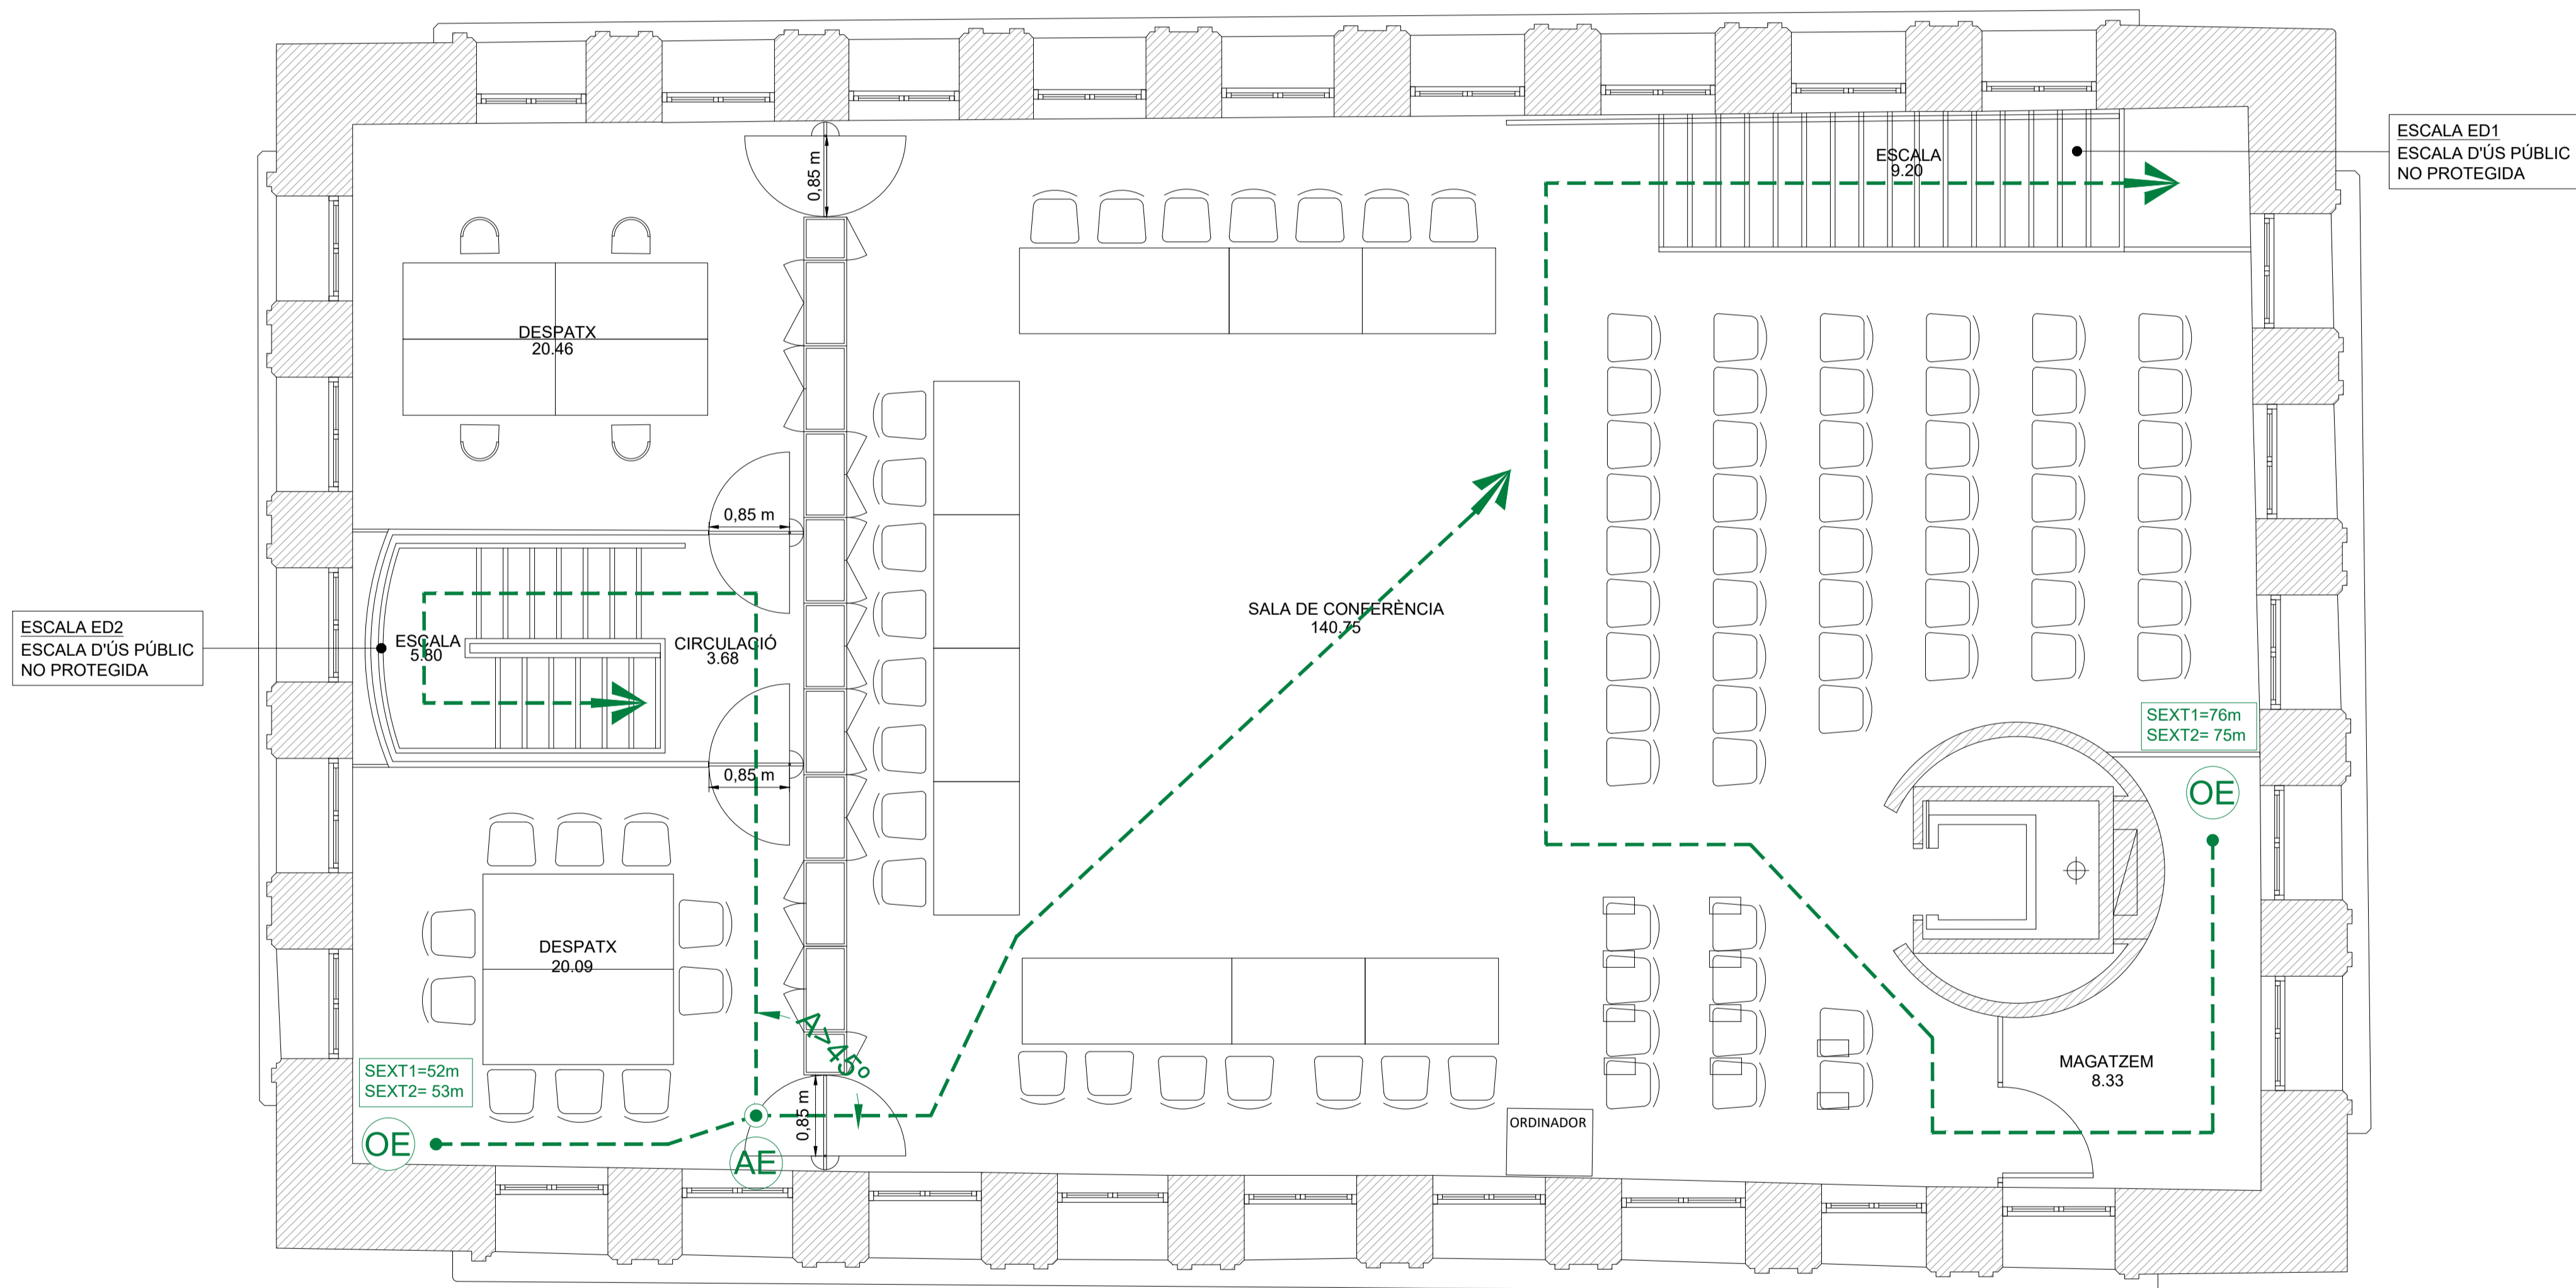 ESCALA ED1
ESCALA D'ÚS PÚBLIC
NO PROTEGIDA
0,85 m
ESCALA
9.20
DESPATX
20.46
0,85 m
ESCALA ED2
ESCALA D'ÚS PÚBLIC
NO PROTEGIDA
ESCALA
5.80
CIRCULACIÓ
3.68
SALA DE CONFERÈNCIA
140.75
SEXT1=76m
SEXT2= 75m
0,85 m
OE
DESPATX
20.09
A>45º
SEXT1=52m
SEXT2= 53m
MAGATZEM
8.33
0,85 m
ORDINADOR
OE
AE